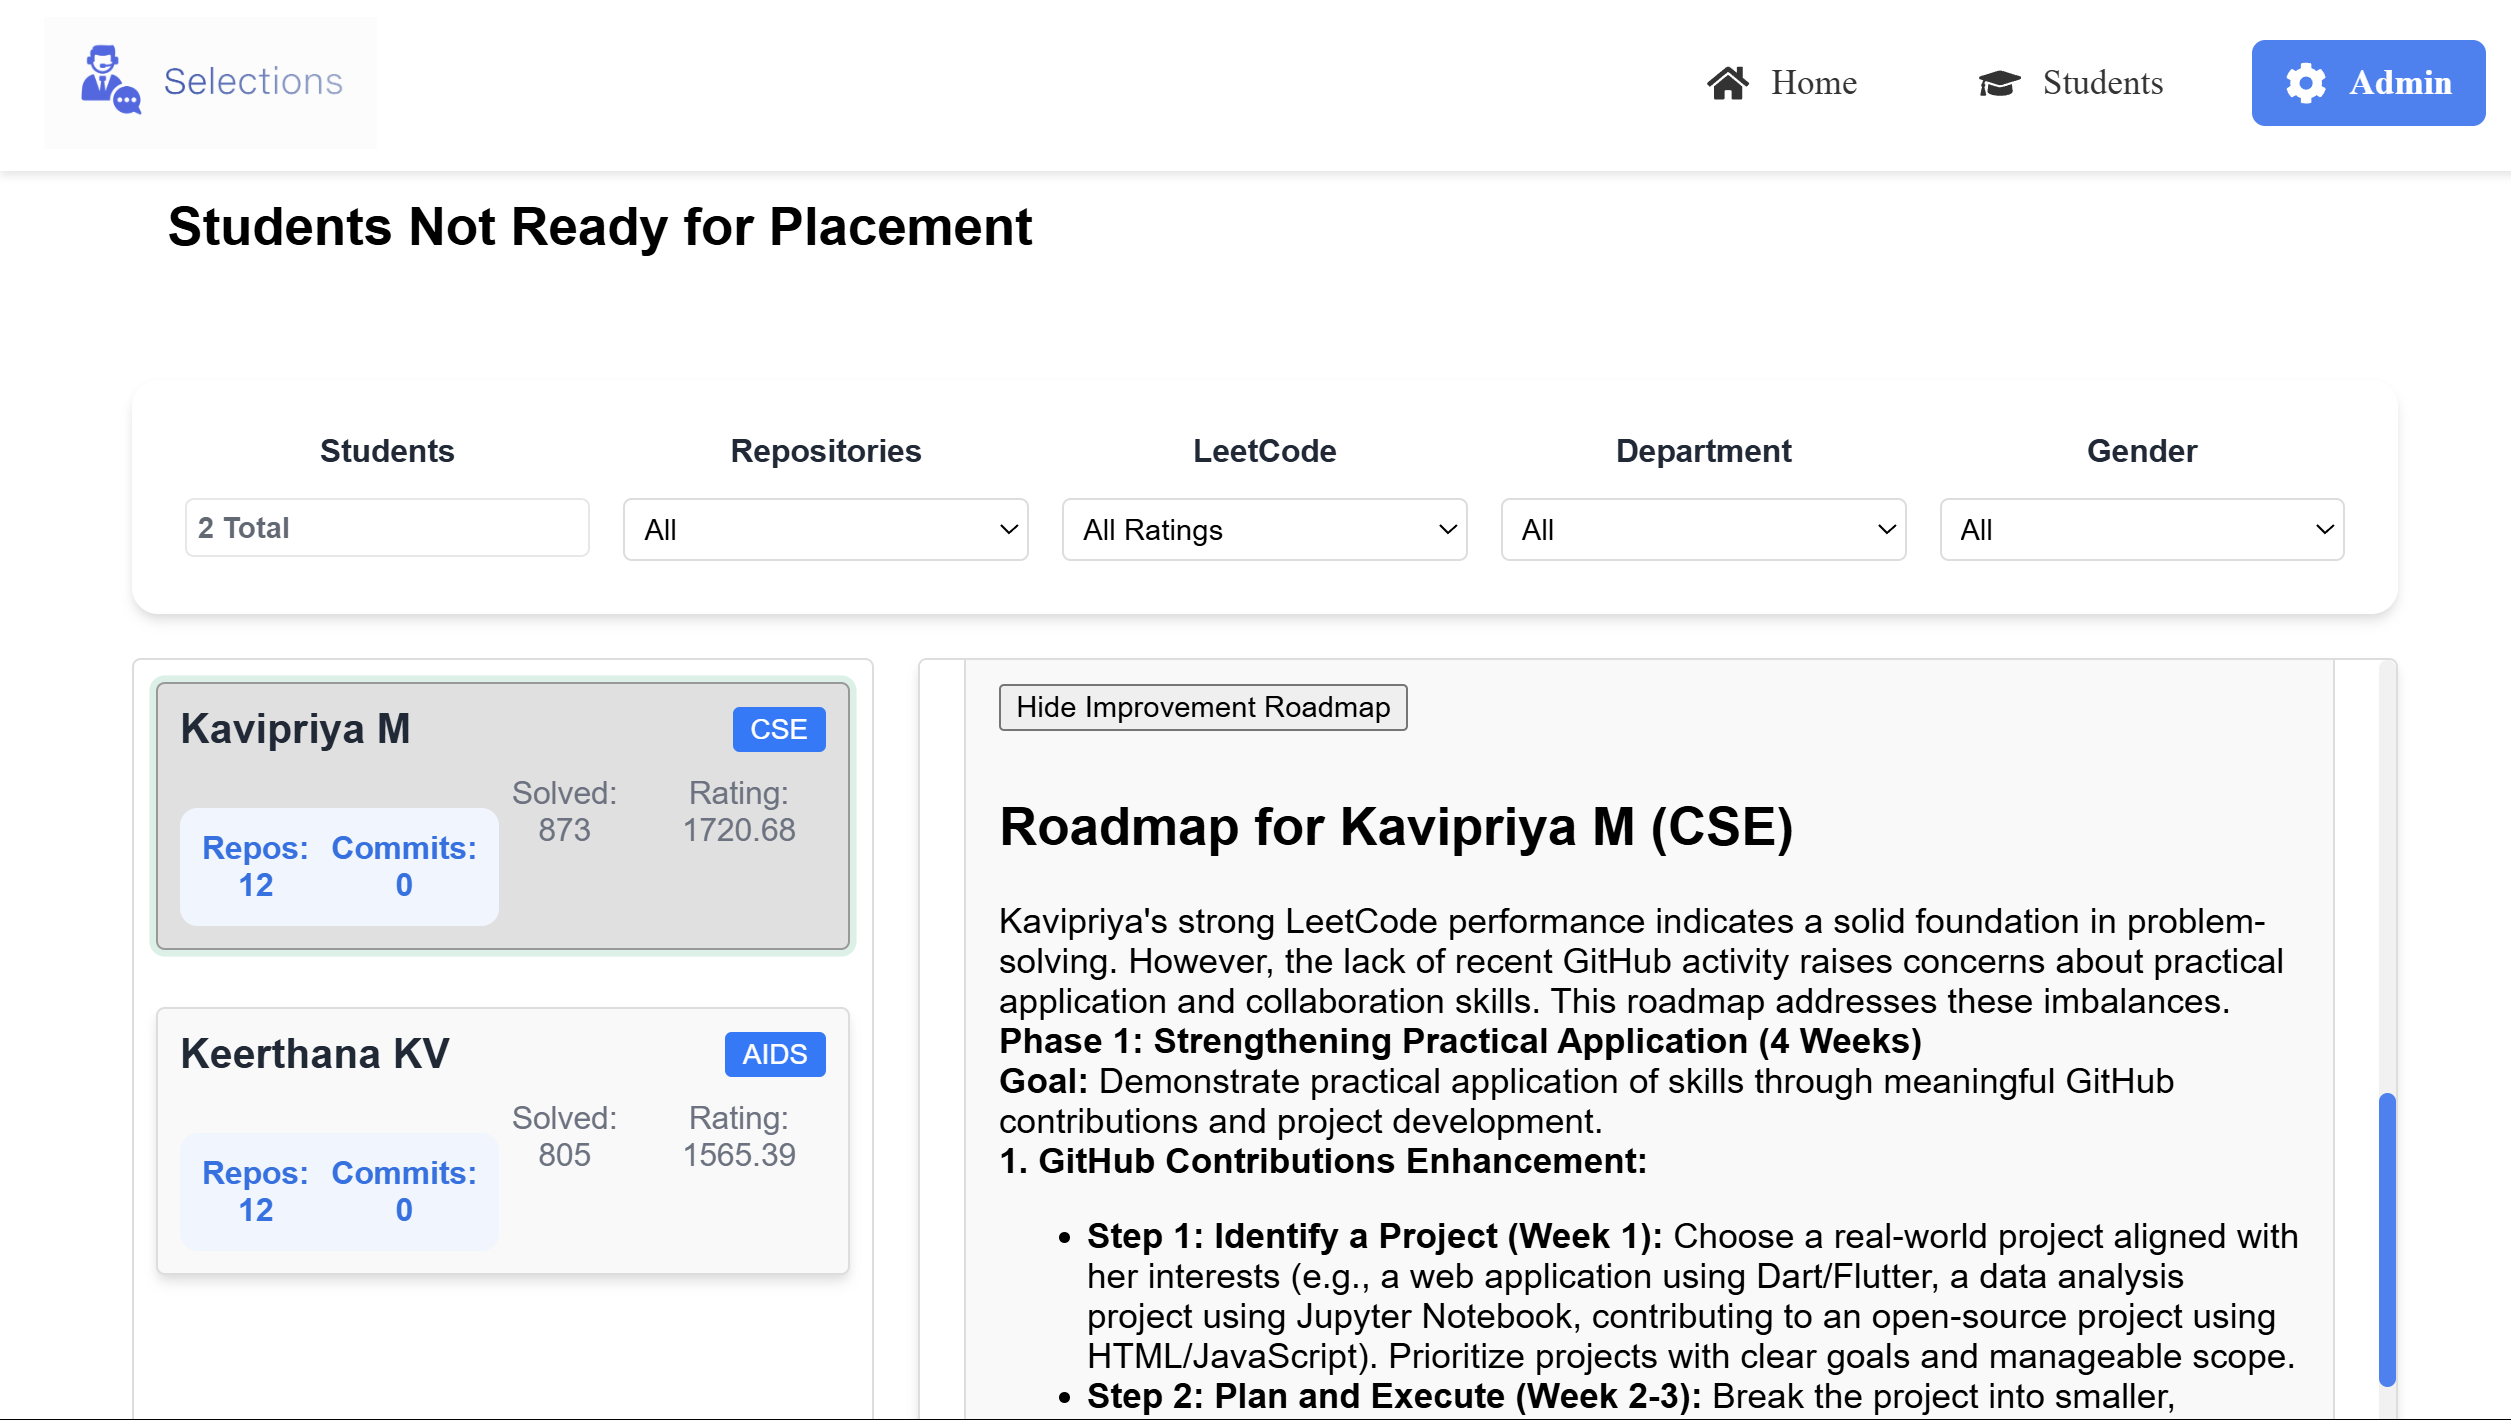 Selections
Home
Students
Admin
Students Not Ready for Placement
Students
Repositories
LeetCode
Department
Gender
2 Total
All
All Ratings
All
All
Kavipriya M
CSE
Solved:
873
Rating:
1720.68
Repos:
12
Commits:
0
Keerthana KV
AIDS
Solved:
805
Rating:
1565.39
Repos:
12
Commits:
0
Hide Improvement Roadmap
Roadmap for Kavipriya M (CSE)
Kavipriya's strong LeetCode performance indicates a solid foundation in problem-
solving. However, the lack of recent GitHub activity raises concerns about practical
application and collaboration skills. This roadmap addresses these imbalances.
Phase 1: Strengthening Practical Application (4 Weeks)
Goal: Demonstrate practical application of skills through meaningful GitHub
contributions and project development.
1. GitHub Contributions Enhancement:
• Step 1: Identify a Project (Week 1): Choose a real-world project aligned with
her interests (e.g., a web application using Dart/Flutter, a data analysis
project using Jupyter Notebook, contributing to an open-source project using
HTML/JavaScript). Prioritize projects with clear goals and manageable scope.
• Step 2: Plan and Execute (Week 2-3): Break the project into smaller,